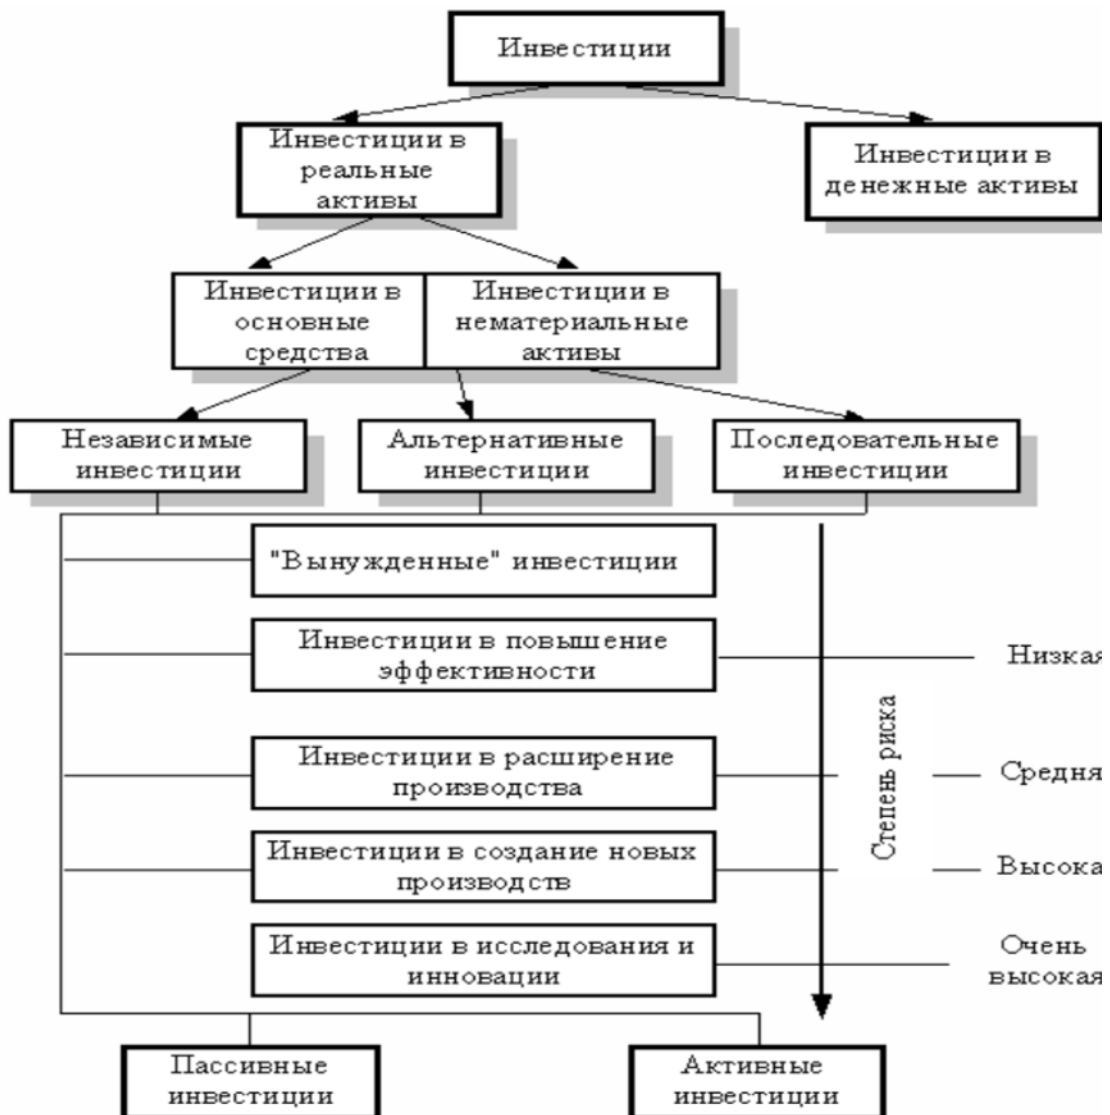 Инвестиции
Инвестиции в
реальные
активы
Инвестиции в
денежные активы
Инвестиции в
основные
средства
Инвестиции в
нематериальные
активы
Независимые
инвестиции
Альтернативные
инвестиции
Последовательные
инвестиции
"Вынужденные" инвестиции
Инвестиции в повышение
эффективности
Низкая
Инвестиции в расширение
производства
Средня
Степень риска
Инвестиции в создание новых
производств
Высока
Инвестиции в исследования и
инновации
Очень
высокая
Пассивные
инвестиции
Активные
инвестиции